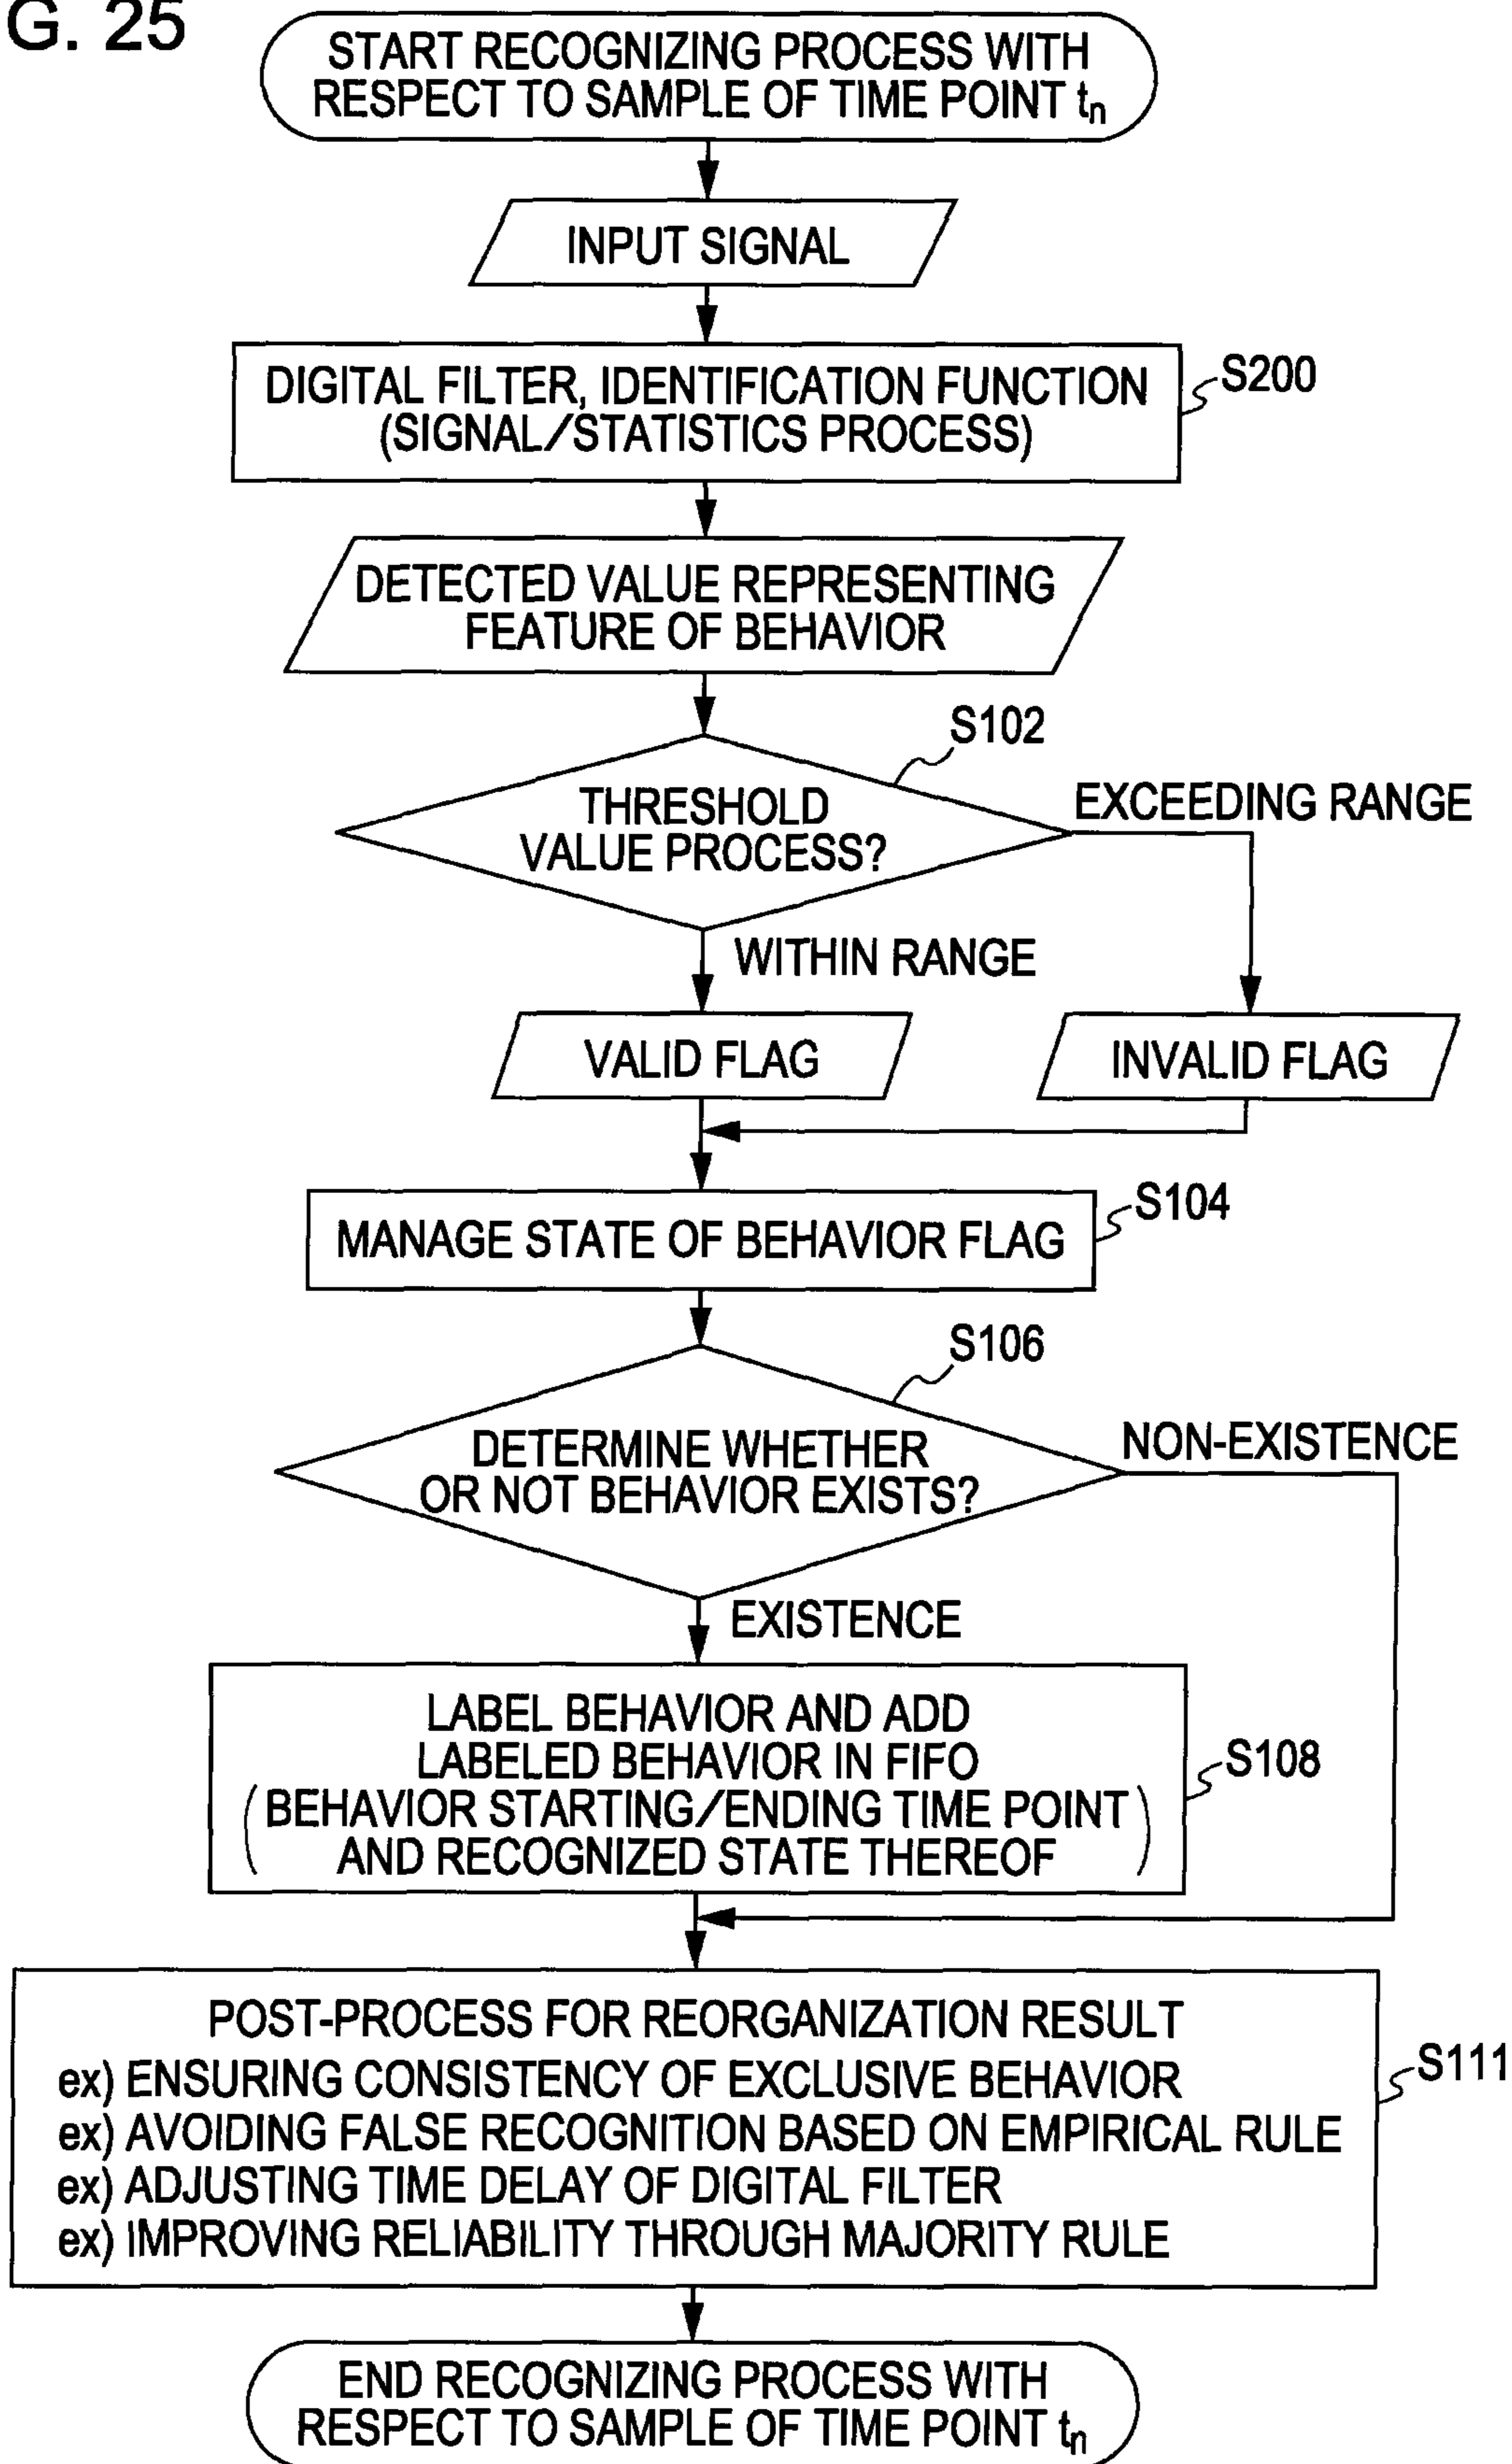 G. 25
START RECOGNIZING PROCESS WITH
RESPECT TO SAMPLE OF TIME POINT tn
INPUT SIGNAL
DIGITAL FILTER, IDENTIFICATION FUNCTION
(SIGNAL/STATISTICS PROCESS)
S200
DETECTED VALUE REPRESENTING
FEATURE OF BEHAVIOR
S102
THRESHOLD
VALUE PROCESS?
EXCEEDING RANGE
WITHIN RANGE
VALID FLAG
INVALID FLAG
MANAGE STATE OF BEHAVIOR FLAG
S104
S106
DETERMINE WHETHER
OR NOT BEHAVIOR EXISTS?
NON-EXISTENCE
EXISTENCE
LABEL BEHAVIOR AND ADD
LABELED BEHAVIOR IN FIFO
(BEHAVIOR STARTING/ENDING TIME POINT
AND RECOGNIZED STATE THEREOF)
S108
POST-PROCESS FOR REORGANIZATION RESULT
ex) ENSURING CONSISTENCY OF EXCLUSIVE BEHAVIOR
ex) AVOIDING FALSE RECOGNITION BASED ON EMPIRICAL RULE
ex) ADJUSTING TIME DELAY OF DIGITAL FILTER
ex) IMPROVING RELIABILITY THROUGH MAJORITY RULE
S111
END RECOGNIZING PROCESS WITH
RESPECT TO SAMPLE OF TIME POINT tn